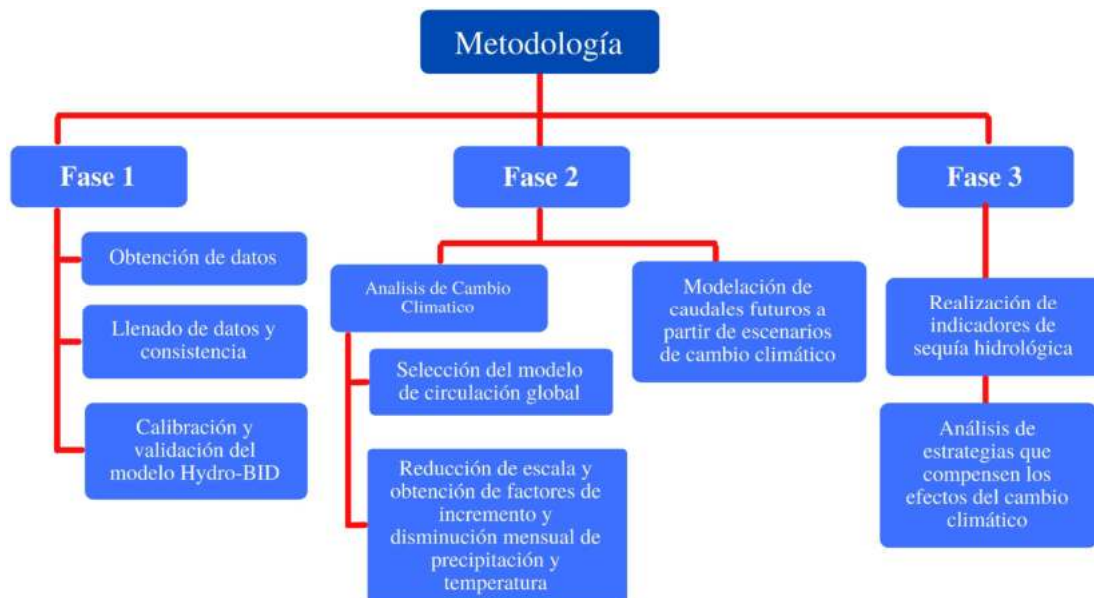 Metodología
Fase 1
Obtención de datos
Llenado de datos y
consistencia
Calibración y
validación del
modelo Hydro-BID
Fase 2
Analisis de Cambio
Climatico
Selección del modelo
de circulación global
Reducción de escala y
obtención de factores de
incremento y
disminución mensual de
precipitación y
temperatura
Modelación de
caudales futuros a
partir de escenarios
de cambio climático
Fase 3
Realización de
indicadores de
sequía hidrológica
Análisis de
estrategias que
compensen los
efectos del cambio
climático